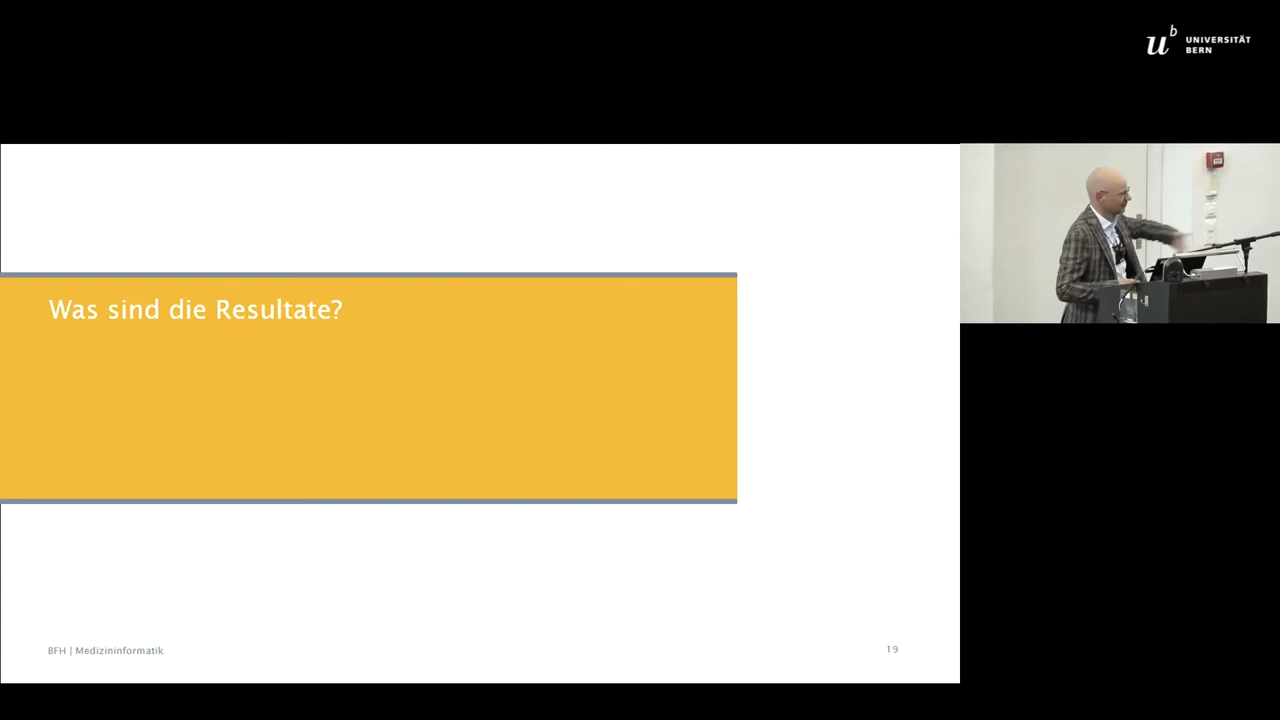 u^b UNIVERSITÄT
BERN
Was sind die Resultate?
BFH | Medizininformatik
19